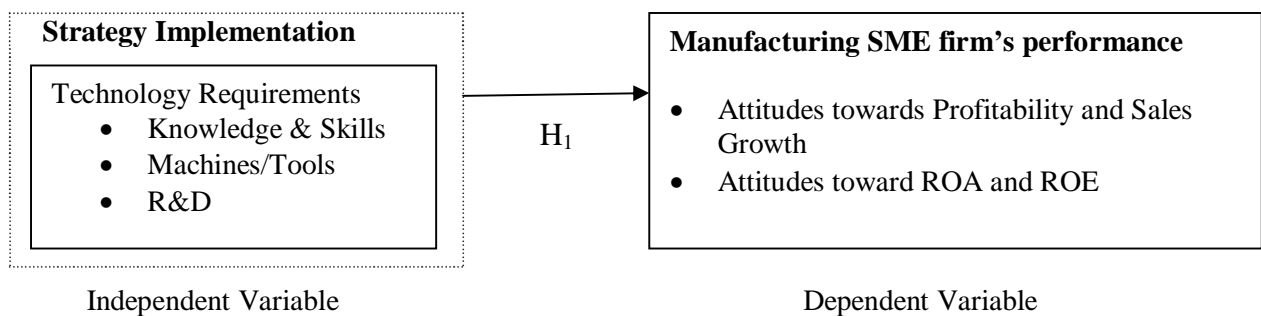 Strategy Implementation
Technology Requirements
• Knowledge & Skills
• Machines/Tools
• R&D
H₁
Manufacturing SME firm's performance
• Attitudes towards Profitability and Sales
Growth
• Attitudes toward ROA and ROE
Independent Variable
Dependent Variable